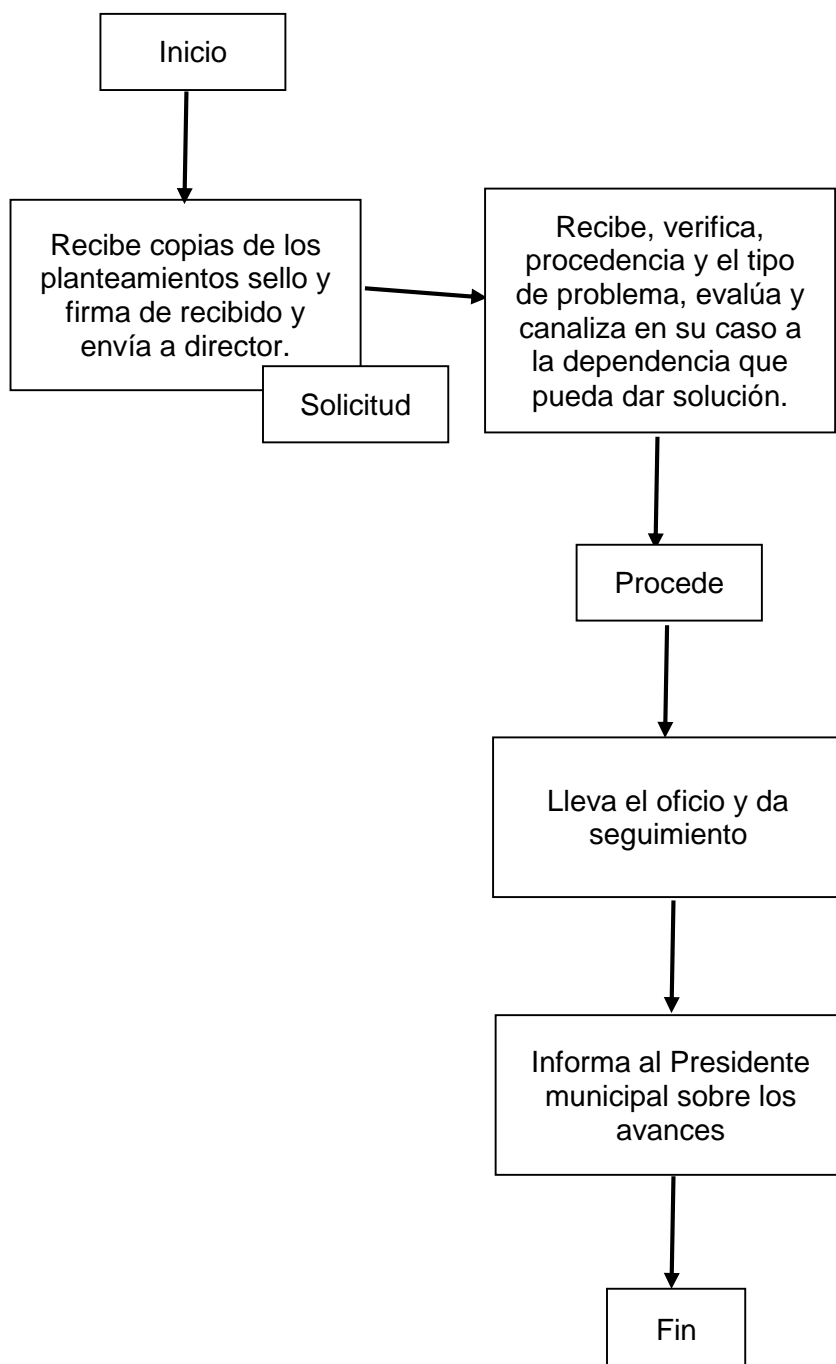 Inicio
Recibe copias de los
planteamientos sello y
firma de recibido y
envía a director.
Solicitud
Recibe, verifica,
procedencia y el tipo
de problema, evalúa y
canaliza en su caso a
la dependencia que
pueda dar solución.
Procede
Lleva el oficio y da
seguimiento
Informa al Presidente
municipal sobre los
avances
Fin